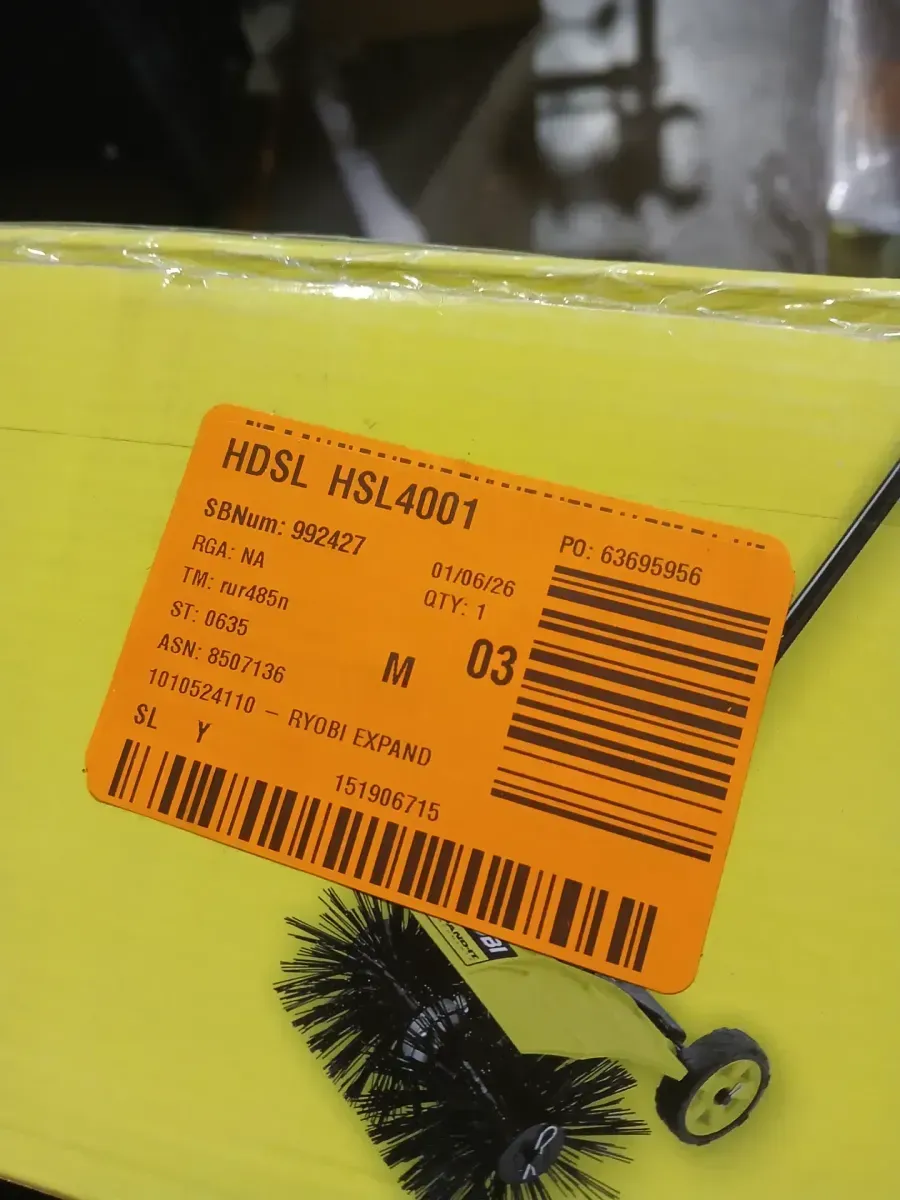 HDSL HSL4001
SBNum: 992427
RGA: NA
TM: rur485n
ST: 0635
ASN: 8507136
1010524110 – RYOBI EXPAND
SL Y
01/06/26
QTY: 1
M 03
PO: 63695956
151906715